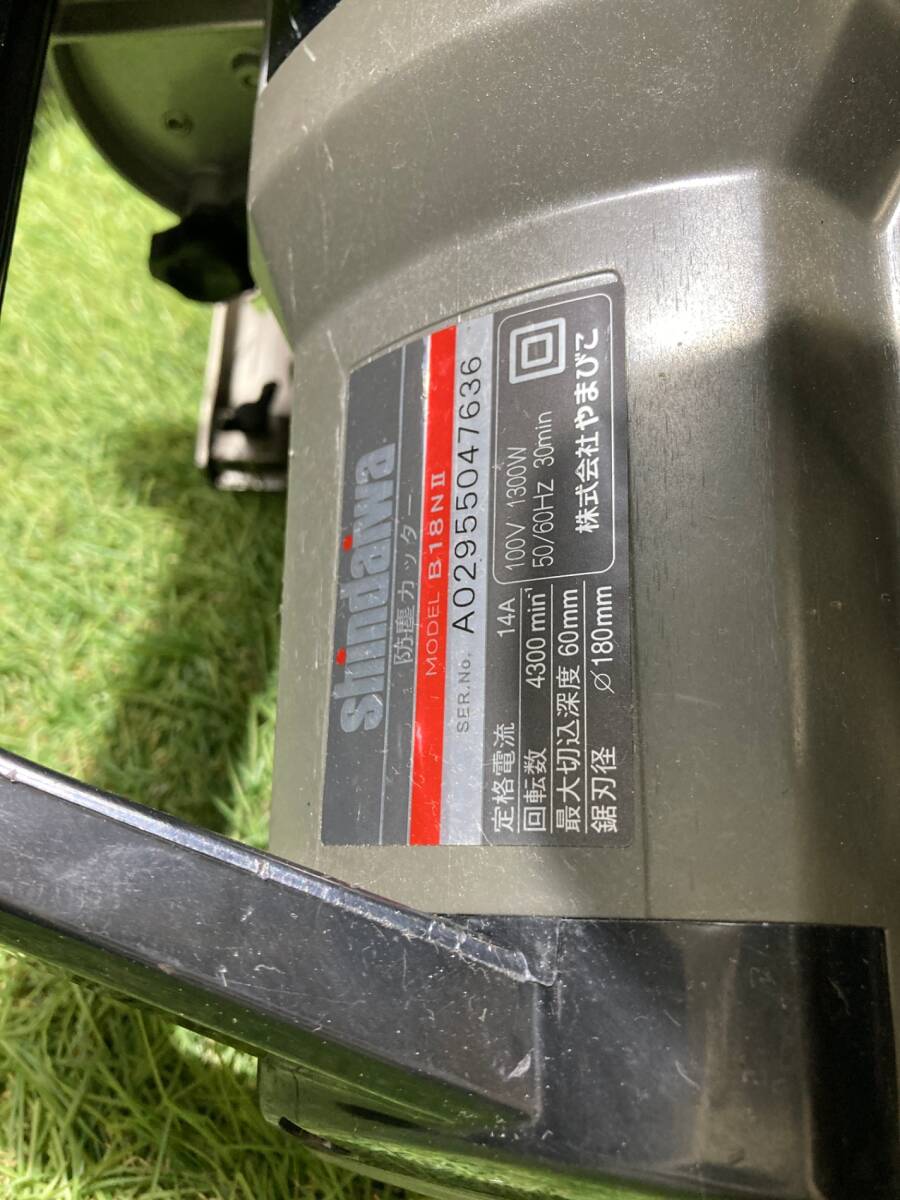 shindaiwa
防塵カッター
MODEL B18NⅡ
SER.No. A02955047636
定格電流 14A
回転数 4300 min⁻¹
最大切込深度 60mm
鋸刃径 ∅180mm
100V 1300W
50/60Hz 30min
株式会社やまびこ